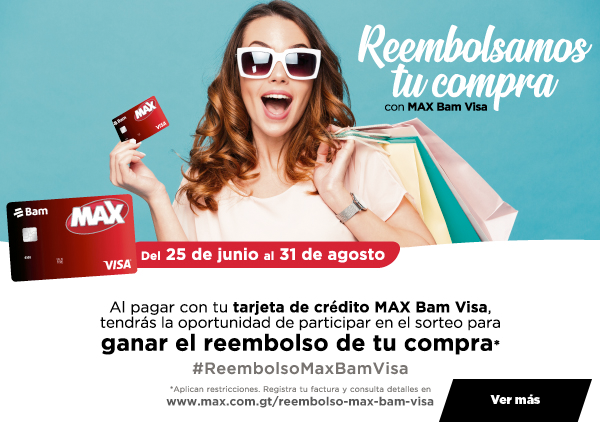 Reembolsamos
tu compra
con MAX Bam Visa
Bam
MAX
VISA
Bam
MAX
VISA
Del 25 de junio al 31 de agosto
Al pagar con tu tarjeta de crédito MAX Bam Visa,
tendrás la oportunidad de participar en el sorteo para
ganar el reembolso de tu compra*
#ReembolsoMaxBamVisa
*Aplican restricciones. Registra tu factura y consulta detalles en
www.max.com.gt/reembolso-max-bam-visa
Ver más